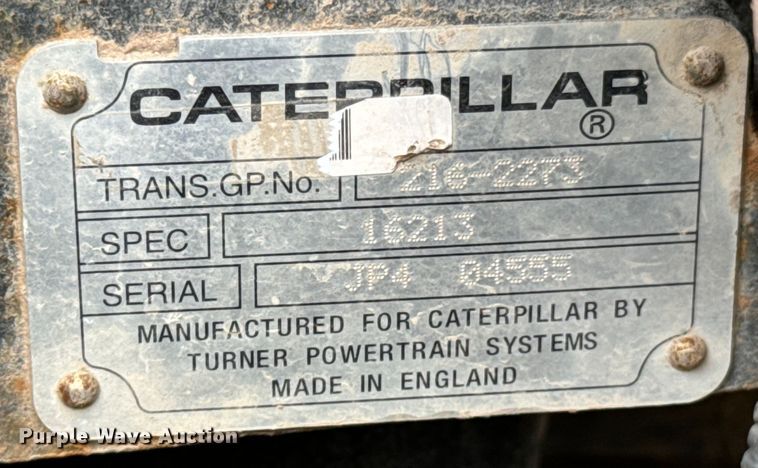 CATERPILLAR
®
TRANS.GP.No. 216-2273
SPEC 16213
SERIAL JP4 04555
MANUFACTURED FOR CATERPILLAR BY
TURNER POWERTRAIN SYSTEMS
MADE IN ENGLAND
Purple Wave Auction